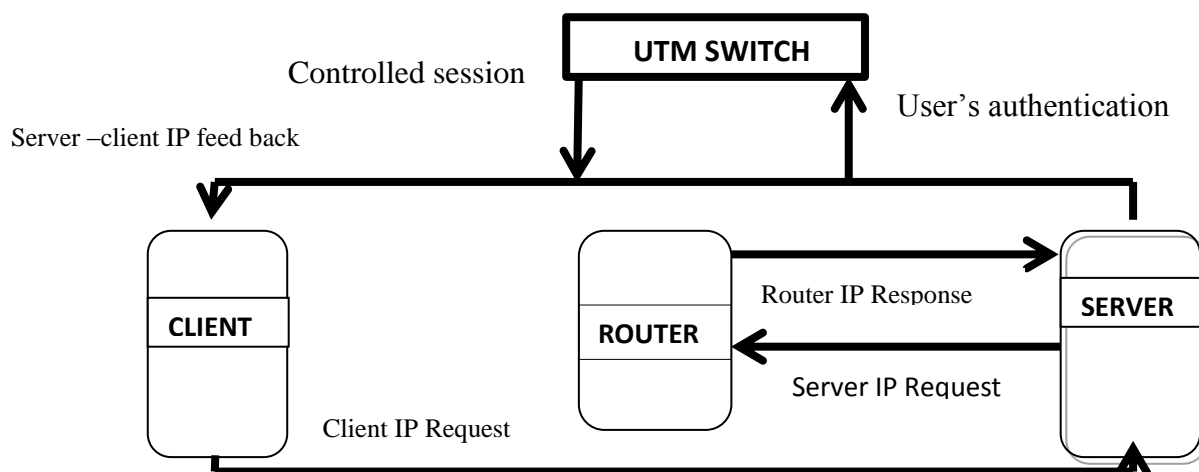 UTM SWITCH
Controlled session
User’s authentication
Server –client IP feed back
Router IP Response
CLIENT
ROUTER
SERVER
Server IP Request
Client IP Request